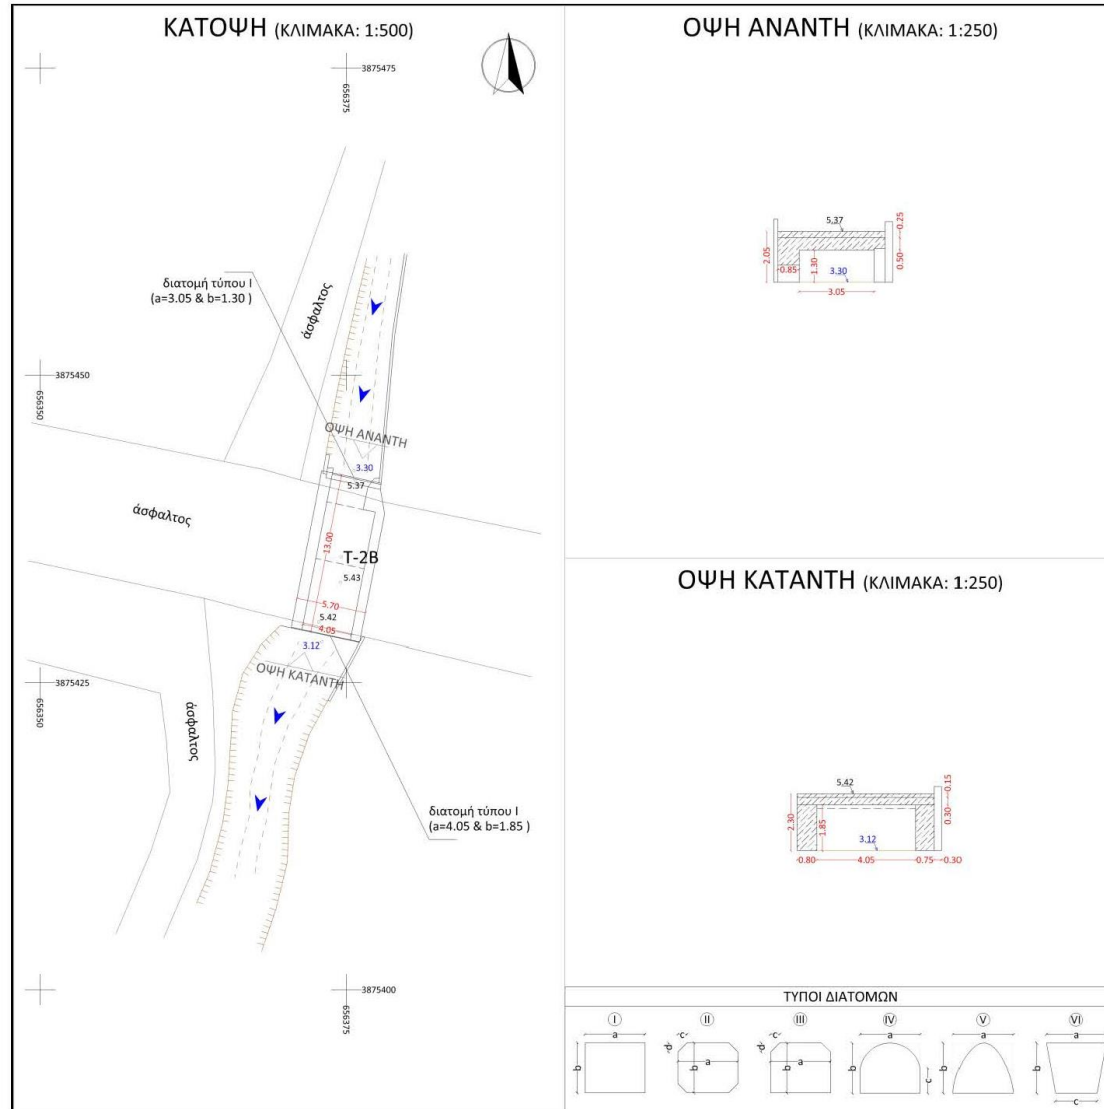 ΚΑΤΟΨΗ (ΚΛΙΜΑΚΑ: 1:500)
3875475
656375
διατομή τύπου Ι
(a=3.05 & b=1.30 )
άσφαλτος
3875450
656350
ΟΨΗ ΑΝΑΝΤΗ
3.30
5.37
άσφαλτος
13.00
T-2B
5.43
5.70
5.42
4.05
3.12
ΟΨΗ ΚΑΤΑΝΤΗ
3875425
656350
άσφαλτος
διατομή τύπου Ι
(a=4.05 & b=1.85 )
3875400
656375
ΟΨΗ ΑΝΑΝΤΗ (ΚΛΙΜΑΚΑ: 1:250)
5.37
0.25
2.05
0.85
1.30
3.30
0.50
3.05
ΟΨΗ ΚΑΤΑΝΤΗ (ΚΛΙΜΑΚΑ: 1:250)
5.42
0.15
2.30
1.85
3.12
0.30
0.80
4.05
0.75
0.30
ΤΥΠΟΙ ΔΙΑΤΟΜΩΝ
I
II
III
IV
V
VI
a
b
c
d
a
b
c
d
a
b
a
b
c
a
b
a
b
c